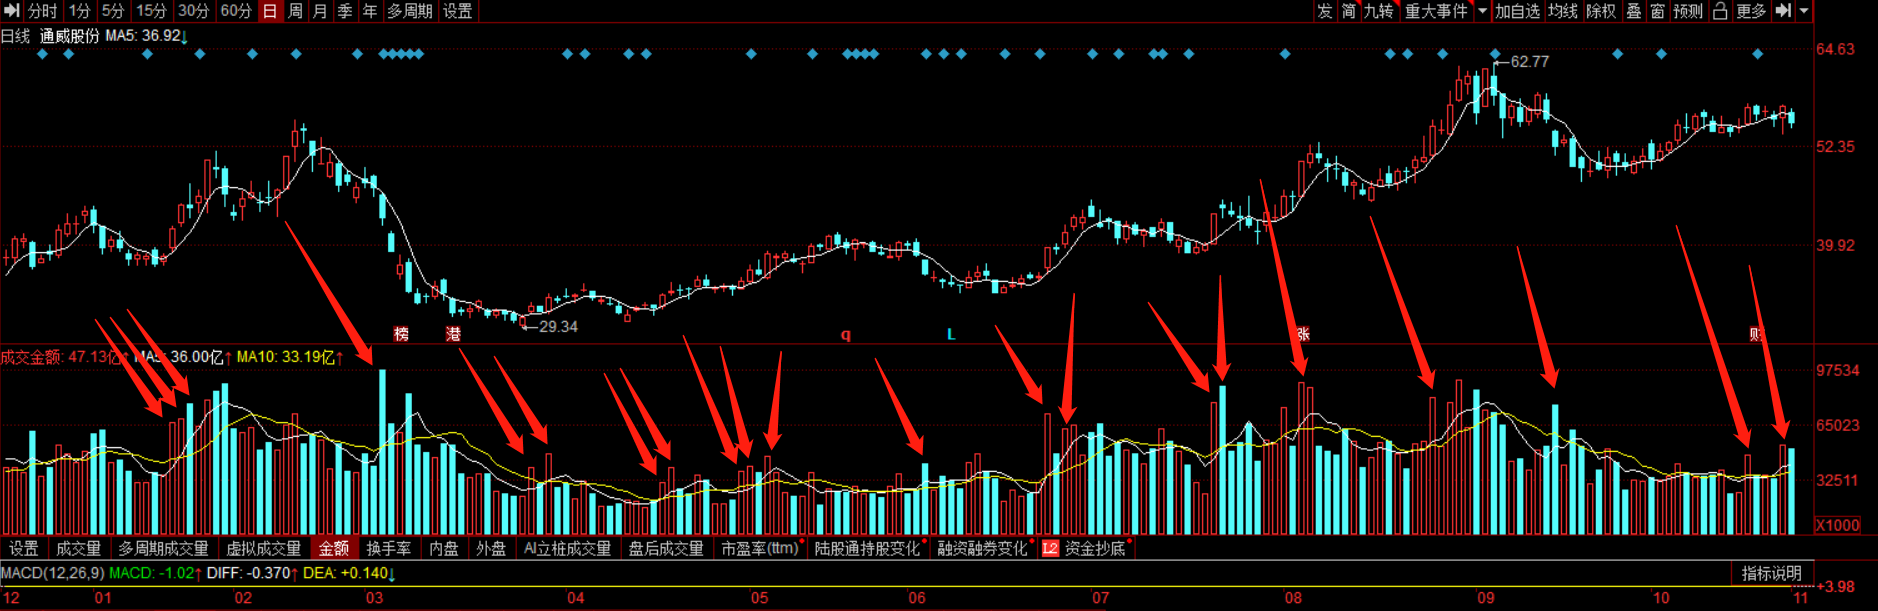 分时 1分 5分 15分 30分 60分 日 周 月 季 年 多周期 设置 发 简 九转 重大事件 加自选 均线 除权 叠 窗 预测 更多
日线 通威股份 MA5: 36.92↓
64.63
←62.77
52.35
39.92
←29.34
榜 港 q L 涨 财
成交金额: 47.13亿↑ MA5: 36.00亿↑ MA10: 33.19亿↑
97534
65023
32511
X1000
设置 成交量 多周期成交量 虚拟成交量 金额 换手率 内盘 外盘 AI立桩成交量 盘后成交量 市盈率(ttm) 陆股通持股变化 融资融券变化 L2 资金抄底
MACD(12,26,9) MACD: -1.02↑ DIFF: -0.370↑ DEA: +0.140↓ 指标说明
+3.98
12 01 02 03 04 05 06 07 08 09 10 11